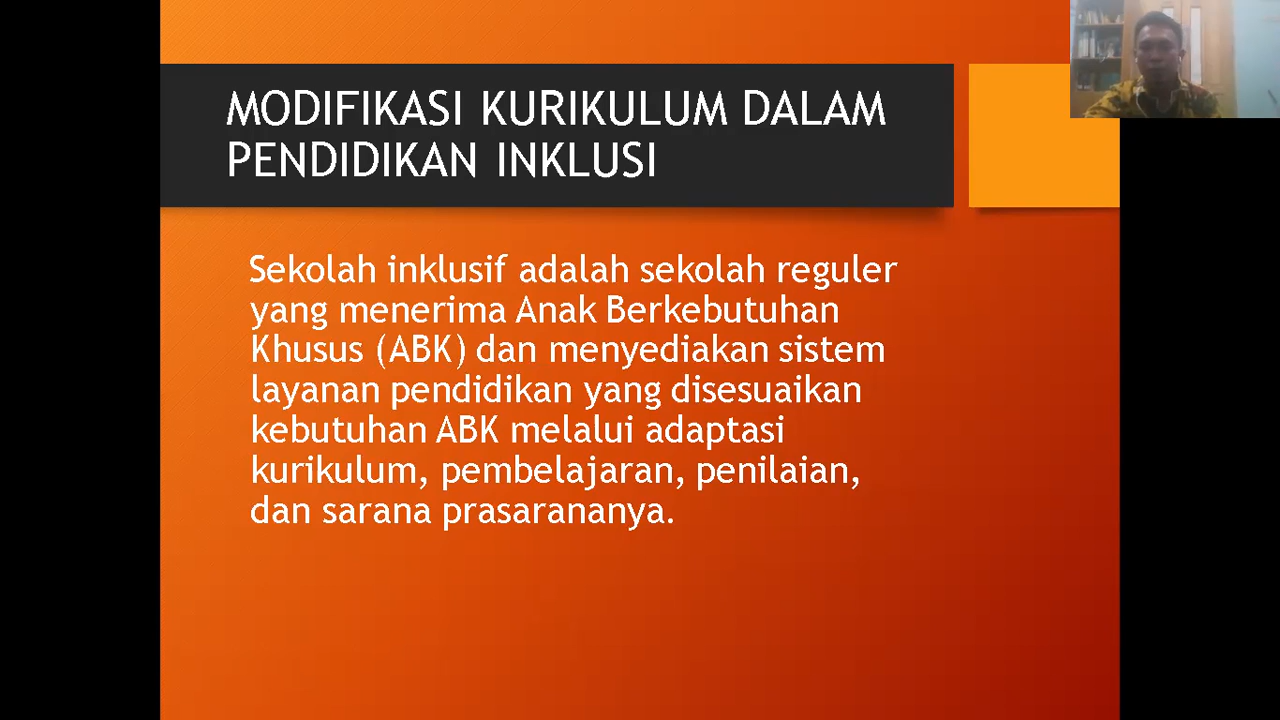 MODIFIKASI KURIKULUM DALAM
PENDIDIKAN INKLUSI
Sekolah inklusif adalah sekolah reguler
yang menerima Anak Berkebutuhan
Khusus (ABK) dan menyediakan sistem
layanan pendidikan yang disesuaikan
kebutuhan ABK melalui adaptasi
kurikulum, pembelajaran, penilaian,
dan sarana prasarananya.